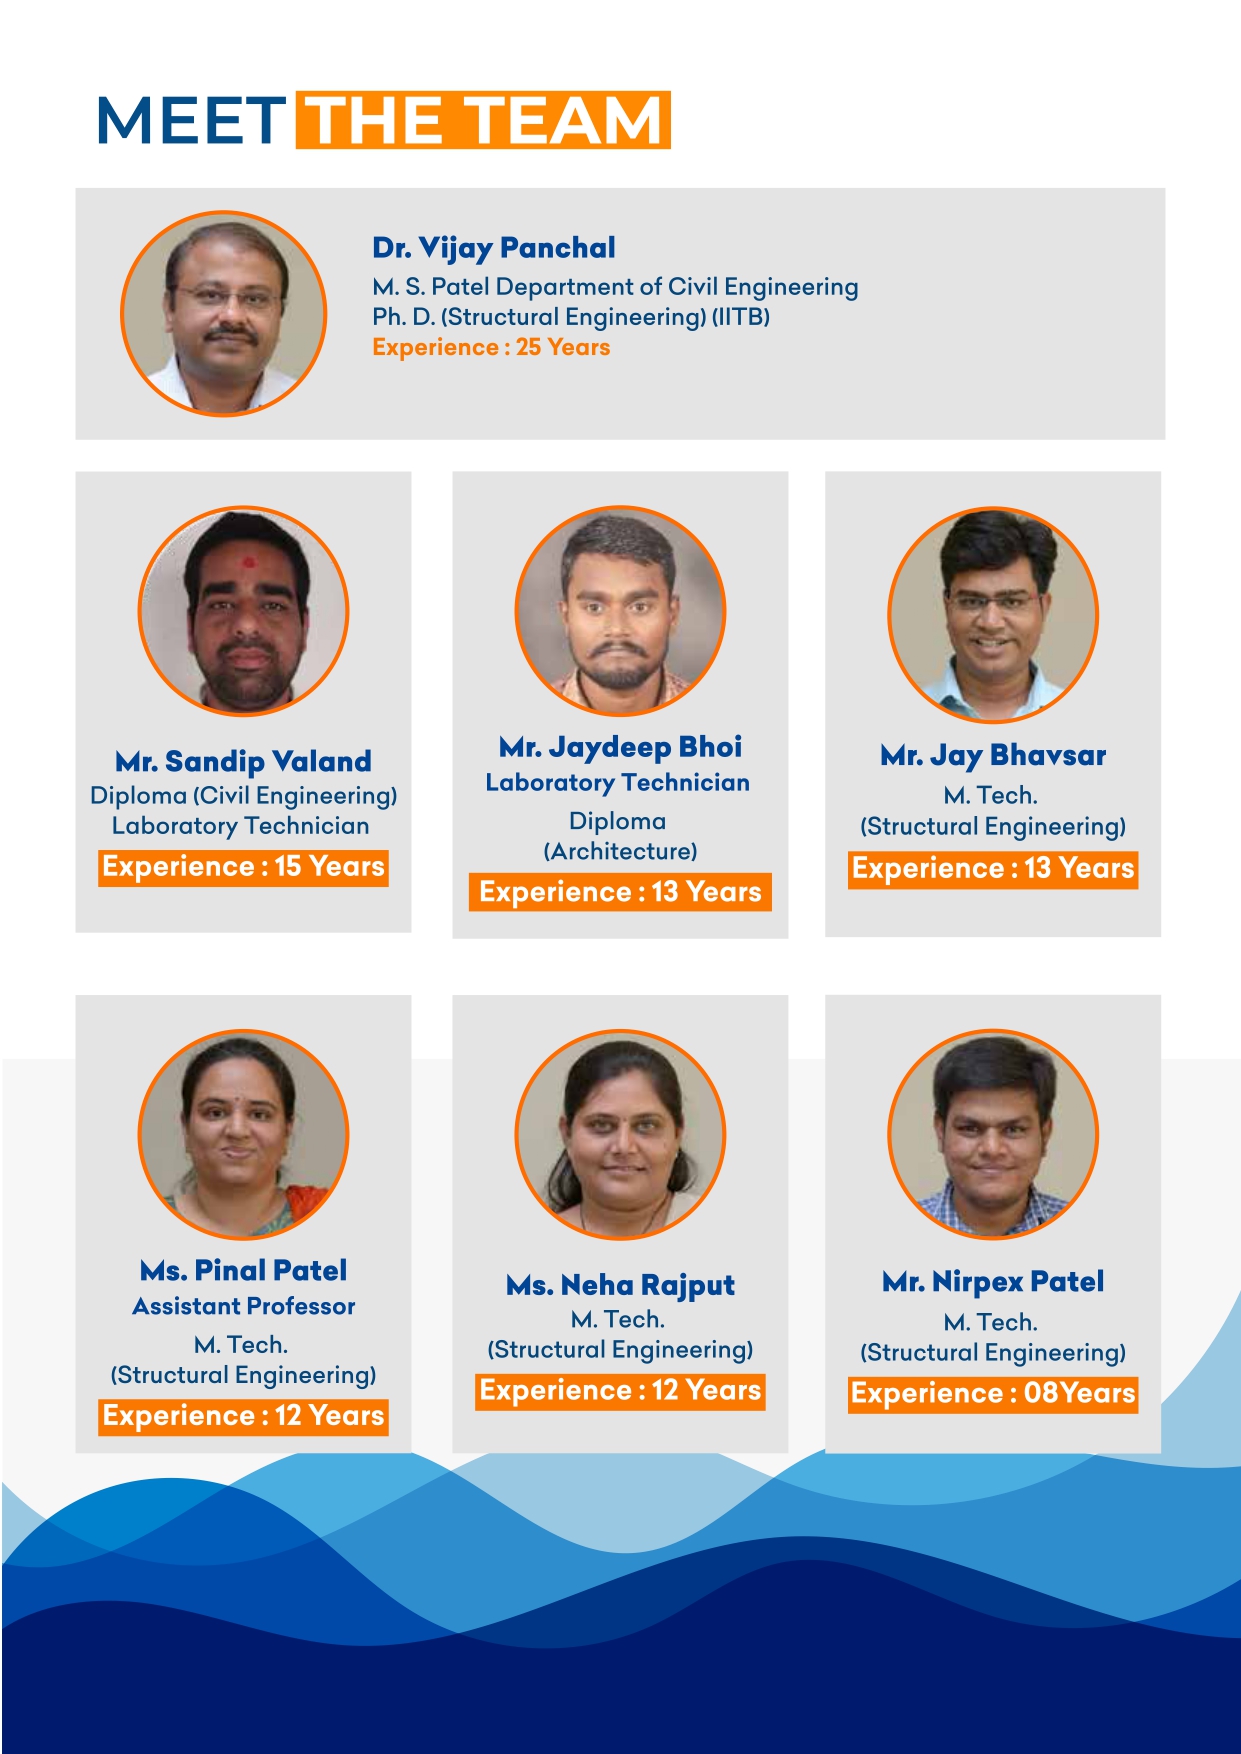 MEET THE TEAM
Dr. Vijay Panchal
M. S. Patel Department of Civil Engineering
Ph. D. (Structural Engineering) (IITB)
Experience : 25 Years
Mr. Sandip Valand
Diploma (Civil Engineering)
Laboratory Technician
Experience : 15 Years
Mr. Jaydeep Bhoi
Laboratory Technician
Diploma
(Architecture)
Experience : 13 Years
Mr. Jay Bhavsar
M. Tech.
(Structural Engineering)
Experience : 13 Years
Ms. Pinal Patel
Assistant Professor
M. Tech.
(Structural Engineering)
Experience : 12 Years
Ms. Neha Rajput
M. Tech.
(Structural Engineering)
Experience : 12 Years
Mr. Nirpex Patel
M. Tech.
(Structural Engineering)
Experience : 08Years